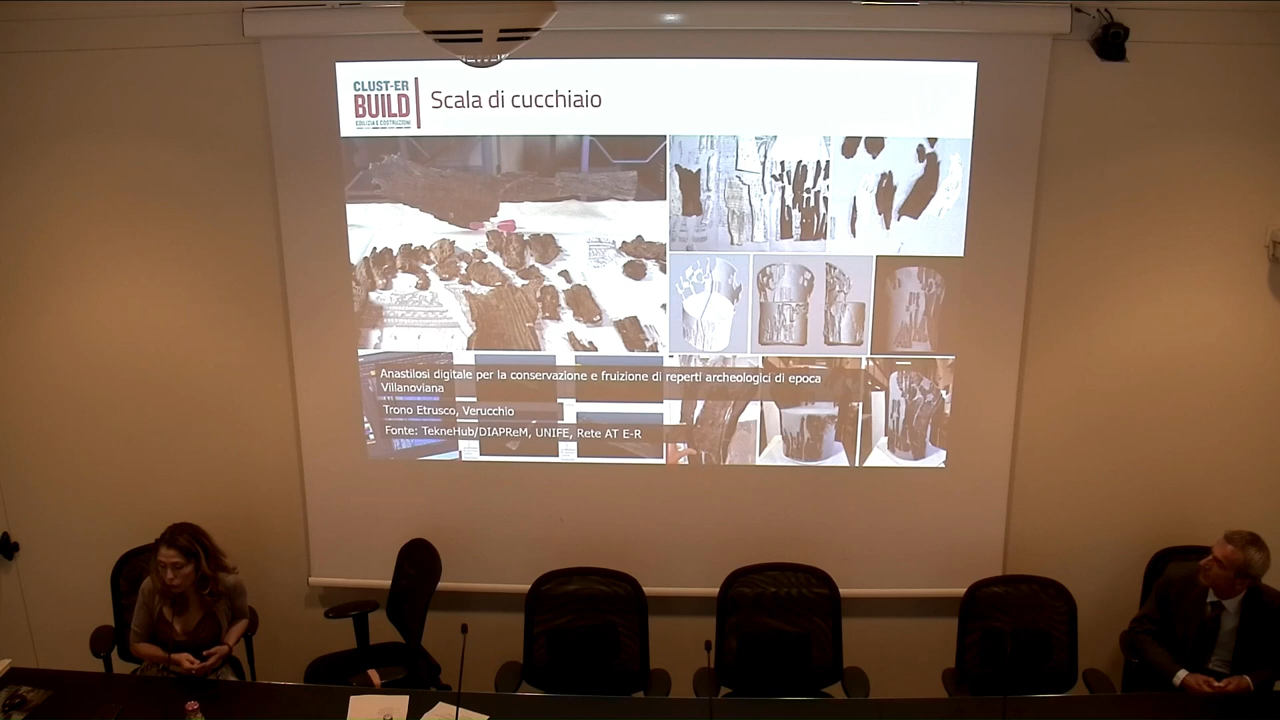 CLUST-ER
BUILD
EDILIZIA E COSTRUZIONI
Scala di cucchiaio
Anastilosi digitale per la conservazione e fruizione di reperti archeologici di epoca
Villanoviana
Trono Etrusco, Verucchio
Fonte: TekneHub/DIAPReM, UNIFE, Rete AT E-R